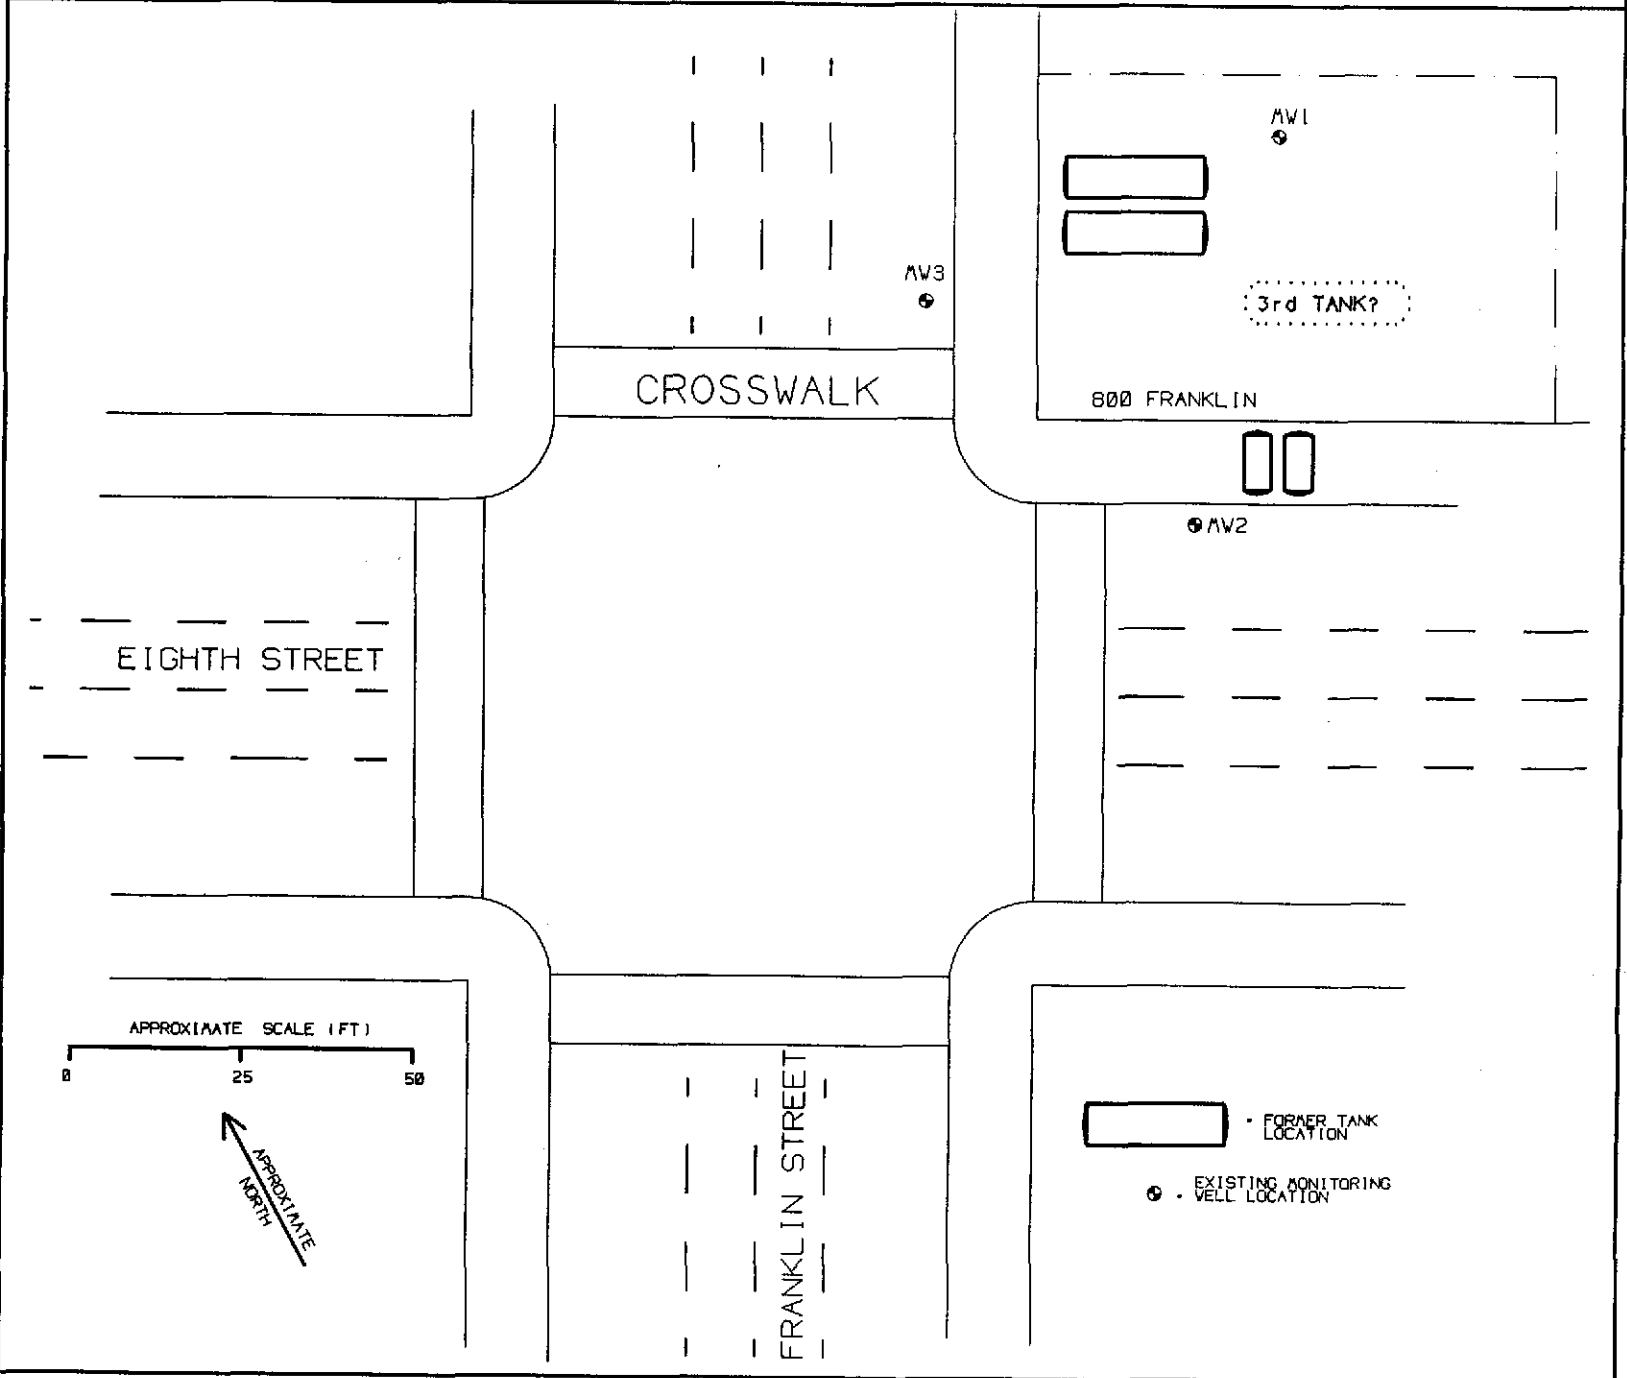 MW1
MW3
3rd TANK?
CROSSWALK
800 FRANKLIN
MW2
EIGHTH STREET
APPROXIMATE SCALE (FT)
0 25 50
APPROXIMATE
NORTH
FRANKLIN STREET
- FORMER TANK
LOCATION
- EXISTING MONITORING
WELL LOCATION